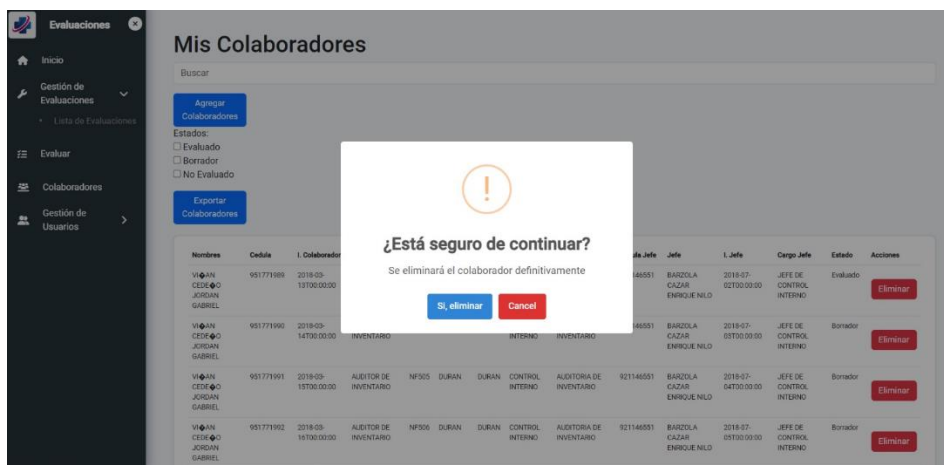 Evaluaciones
Inicio
Gestión de
Evaluaciones
Lista de Evaluaciones
Evaluar
Colaboradores
Gestión de
Usuarios
Mis Colaboradores
Buscar
Agregar
Colaboradores
Estados:
Evaluado
Borrador
No Evaluado
Exportar
Colaboradores
¿Está seguro de continuar?
Se eliminará el colaborador definitivamente
Si, eliminar Cancel
Nombres Cedula I. Colaborador Jefe I. Jefe Cargo Jefe Estado Acciones
VI�AN 951771989 2018-03- BARZOLA 2018-07- JEFE DE Evaluado
CEDE�O 13T00:00:00 CAZAR 02T00:00:00 CONTROL Eliminar
JORDAN ENRIQUE NILO INTERNO
GABRIEL
VI�AN 951771990 2018-03- BARZOLA 2018-07- JEFE DE Borrador
CEDE�O 14T00:00:00 INVENTARIO INTERNO INVENTARIO CAZAR 03T00:00:00 CONTROL Eliminar
JORDAN ENRIQUE NILO INTERNO
GABRIEL
VI�AN 951771991 2018-03- AUDITOR DE NF505 DURAN DURAN CONTROL AUDITORIA DE 921146551 BARZOLA 2018-07- JEFE DE Borrador
CEDE�O 15T00:00:00 INVENTARIO INTERNO INVENTARIO CAZAR 04T00:00:00 CONTROL Eliminar
JORDAN ENRIQUE NILO INTERNO
GABRIEL
VI�AN 951771992 2018-03- AUDITOR DE NF506 DURAN DURAN CONTROL AUDITORIA DE 921146551 BARZOLA 2018-07- JEFE DE Borrador
CEDE�O 16T00:00:00 INVENTARIO INTERNO INVENTARIO CAZAR 05T00:00:00 CONTROL Eliminar
JORDAN ENRIQUE NILO INTERNO
GABRIEL